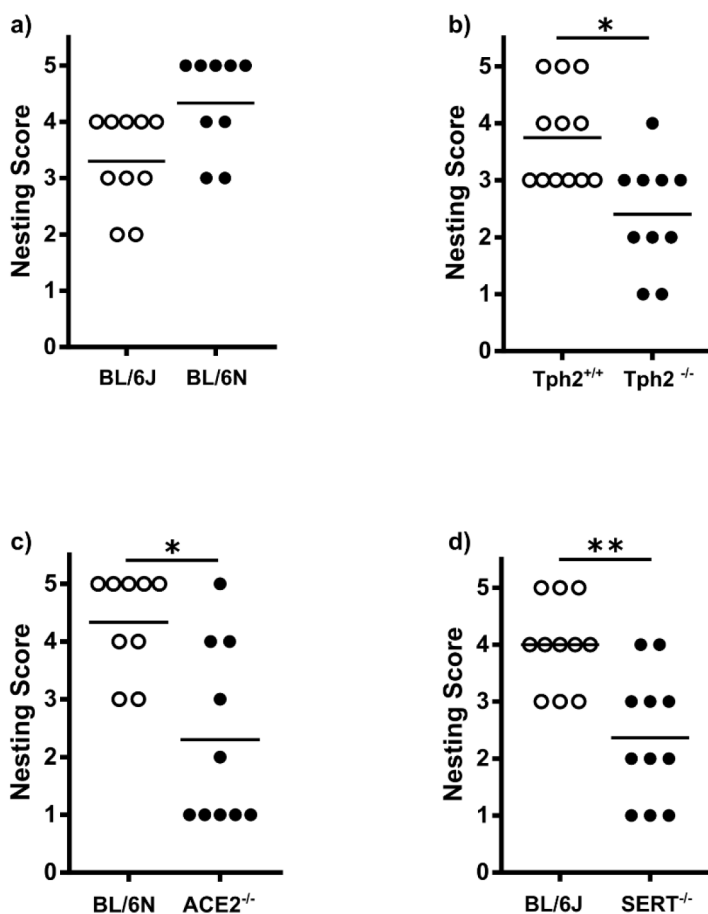 a)
Nesting Score
5
4
3
2
1
0
BL/6J BL/6N
b)
*
Nesting Score
5
4
3
2
1
0
Tph2+/+ Tph2 -/-
c)
*
Nesting Score
5
4
3
2
1
0
BL/6N ACE2-/-
d)
**
Nesting Score
5
4
3
2
1
0
BL/6J SERT-/-